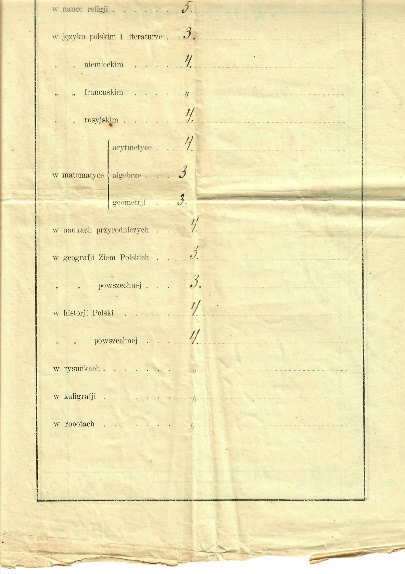 w nauce religji . . . . . 5.
w języku polskim i literaturze . 3.
„ „ niemieckim . . . . 4.
„ „ francuskim . . . . „
„ „ rosyjskim . . . . 4.
arytmetyce . . . 4.
w matematyce algebrze . . . 3
geometrji . . . 3.
w naukach przyrodniczych . . . 4.
w geografji Ziem Polskich . . . 3.
„ „ powszechnej . . . 3.
w historji Polski . . . . 4.
„ „ powszechnej . . . 4.
w rysunkach . . . . . . „
w kaligrafji . . . . . . „
w robotach . . . . . . „